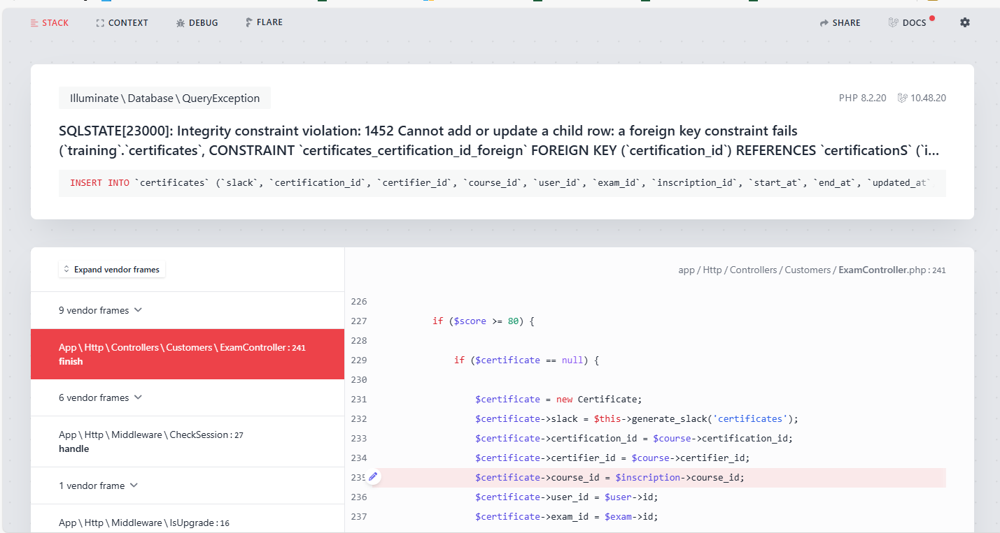 STACK CONTEXT DEBUG FLARE SHARE DOCS
Illuminate \ Database \ QueryException
PHP 8.2.20 10.48.20
SQLSTATE[23000]: Integrity constraint violation: 1452 Cannot add or update a child row: a foreign key constraint fails
(`training`.`certificates`, CONSTRAINT `certificates_certification_id_foreign` FOREIGN KEY (`certification_id`) REFERENCES `certificationS` (`i...
INSERT INTO `certificates` (`slack`, `certification_id`, `certifier_id`, `course_id`, `user_id`, `exam_id`, `inscription_id`, `start_at`, `end_at`, `updated_at`
Expand vendor frames
9 vendor frames
App \ Http \ Controllers \ Customers \ ExamController : 241
finish
6 vendor frames
App \ Http \ Middleware \ CheckSession : 27
handle
1 vendor frame
App \ Http \ Middleware \ IsUpgrade : 16
app / Http / Controllers / Customers / ExamController.php : 241
226
227 if ($score >= 80) {
228
229 if ($certificate == null) {
230
231 $certificate = new Certificate;
232 $certificate->slack = $this->generate_slack('certificates');
233 $certificate->certification_id = $course->certification_id;
234 $certificate->certifier_id = $course->certifier_id;
235 $certificate->course_id = $inscription->course_id;
236 $certificate->user_id = $user->id;
237 $certificate->exam_id = $exam->id;